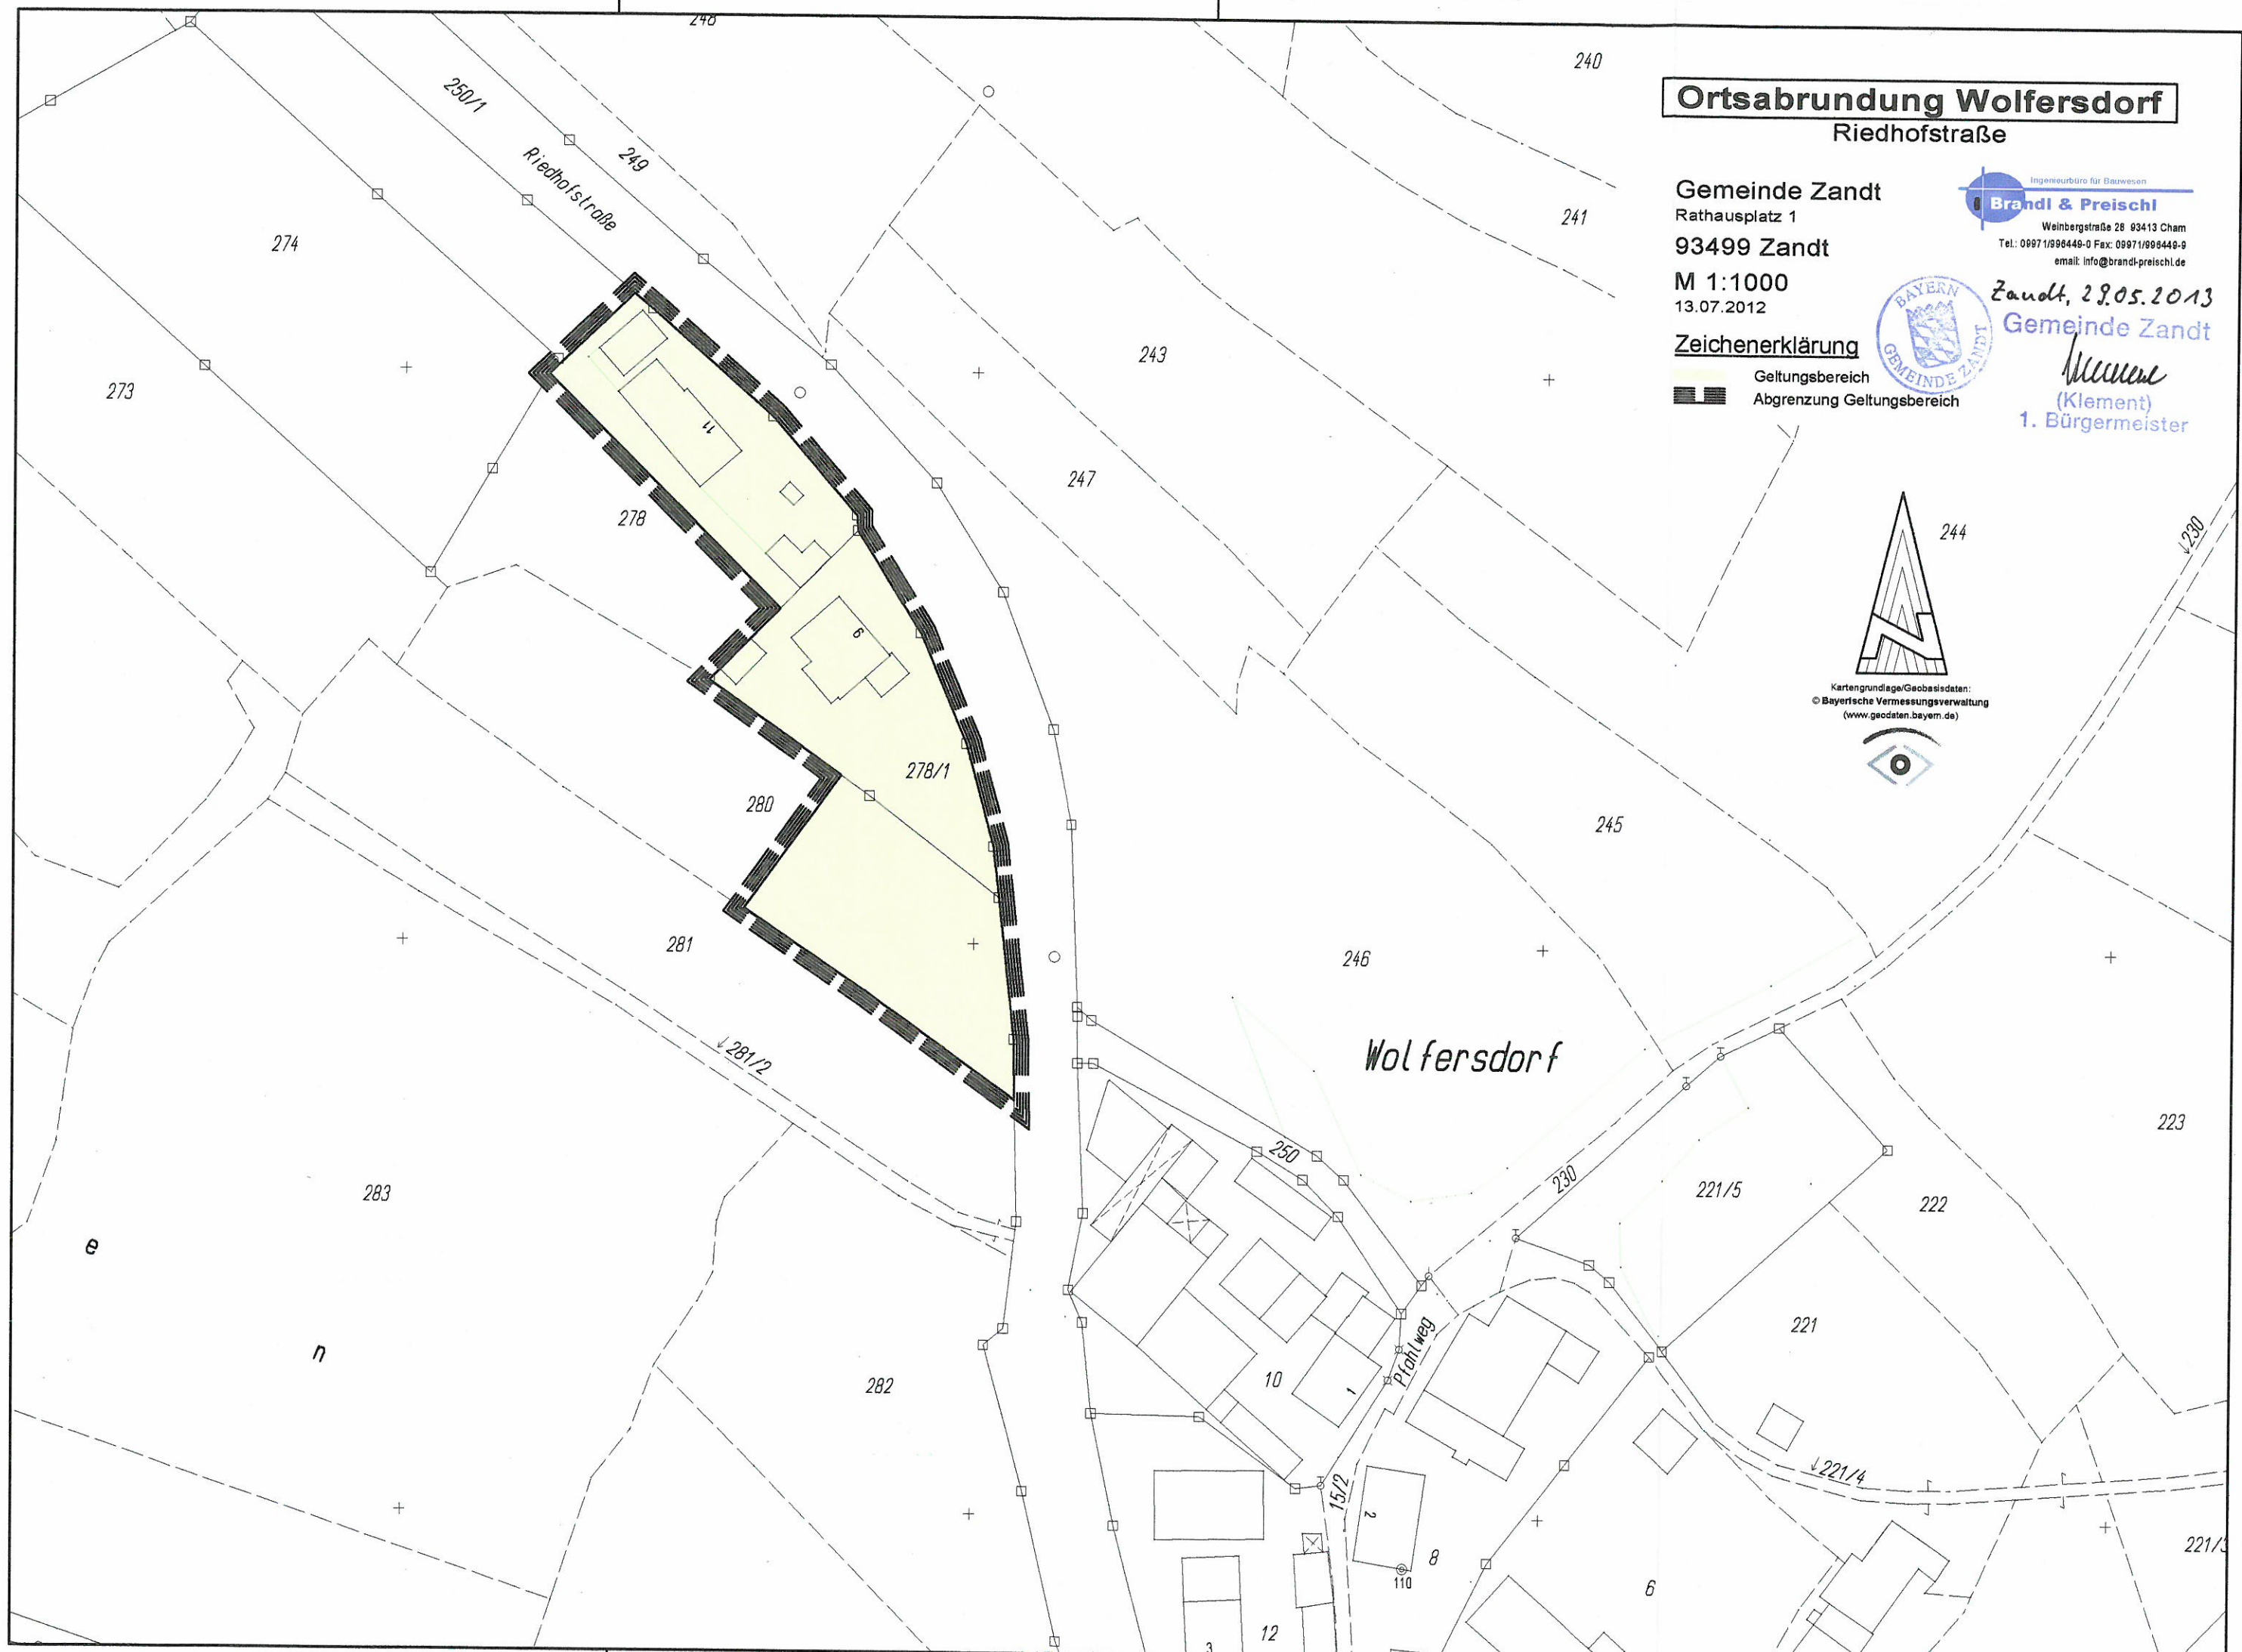 Ortsabrundung Wolfersdorf
Riedhofstraße
Gemeinde Zandt
Rathausplatz 1
93499 Zandt
M 1:1000
13.07.2012
Zeichenerklärung
Geltungsbereich
Abgrenzung Geltungsbereich
Ingenieurbüro für Bauwesen
Brandl & Preischl
Weinbergstraße 28 93413 Cham
Tel.: 09971/996449-0 Fax: 09971/996449-9
email: info@brandl-preischl.de
BAYERN
GEMEINDE ZANDT
Zandt, 29.05.2013
Gemeinde Zandt
(Klement)
1. Bürgermeister
Kartengrundlage/Geobasisdaten:
© Bayerische Vermessungsverwaltung
(www.geodaten.bayern.de)
248
240
250/1
249
Riedhofstraße
241
274
243
273
11
247
278
244
↓230
6
278/1
280
245
281
246
Wolfersdorf
↓281/2
223
250
230
221/5
283
222
e
n
221
Pfahlweg
10
1
282
↓221/4
15/2
2
8
110
221/3
6
12
3